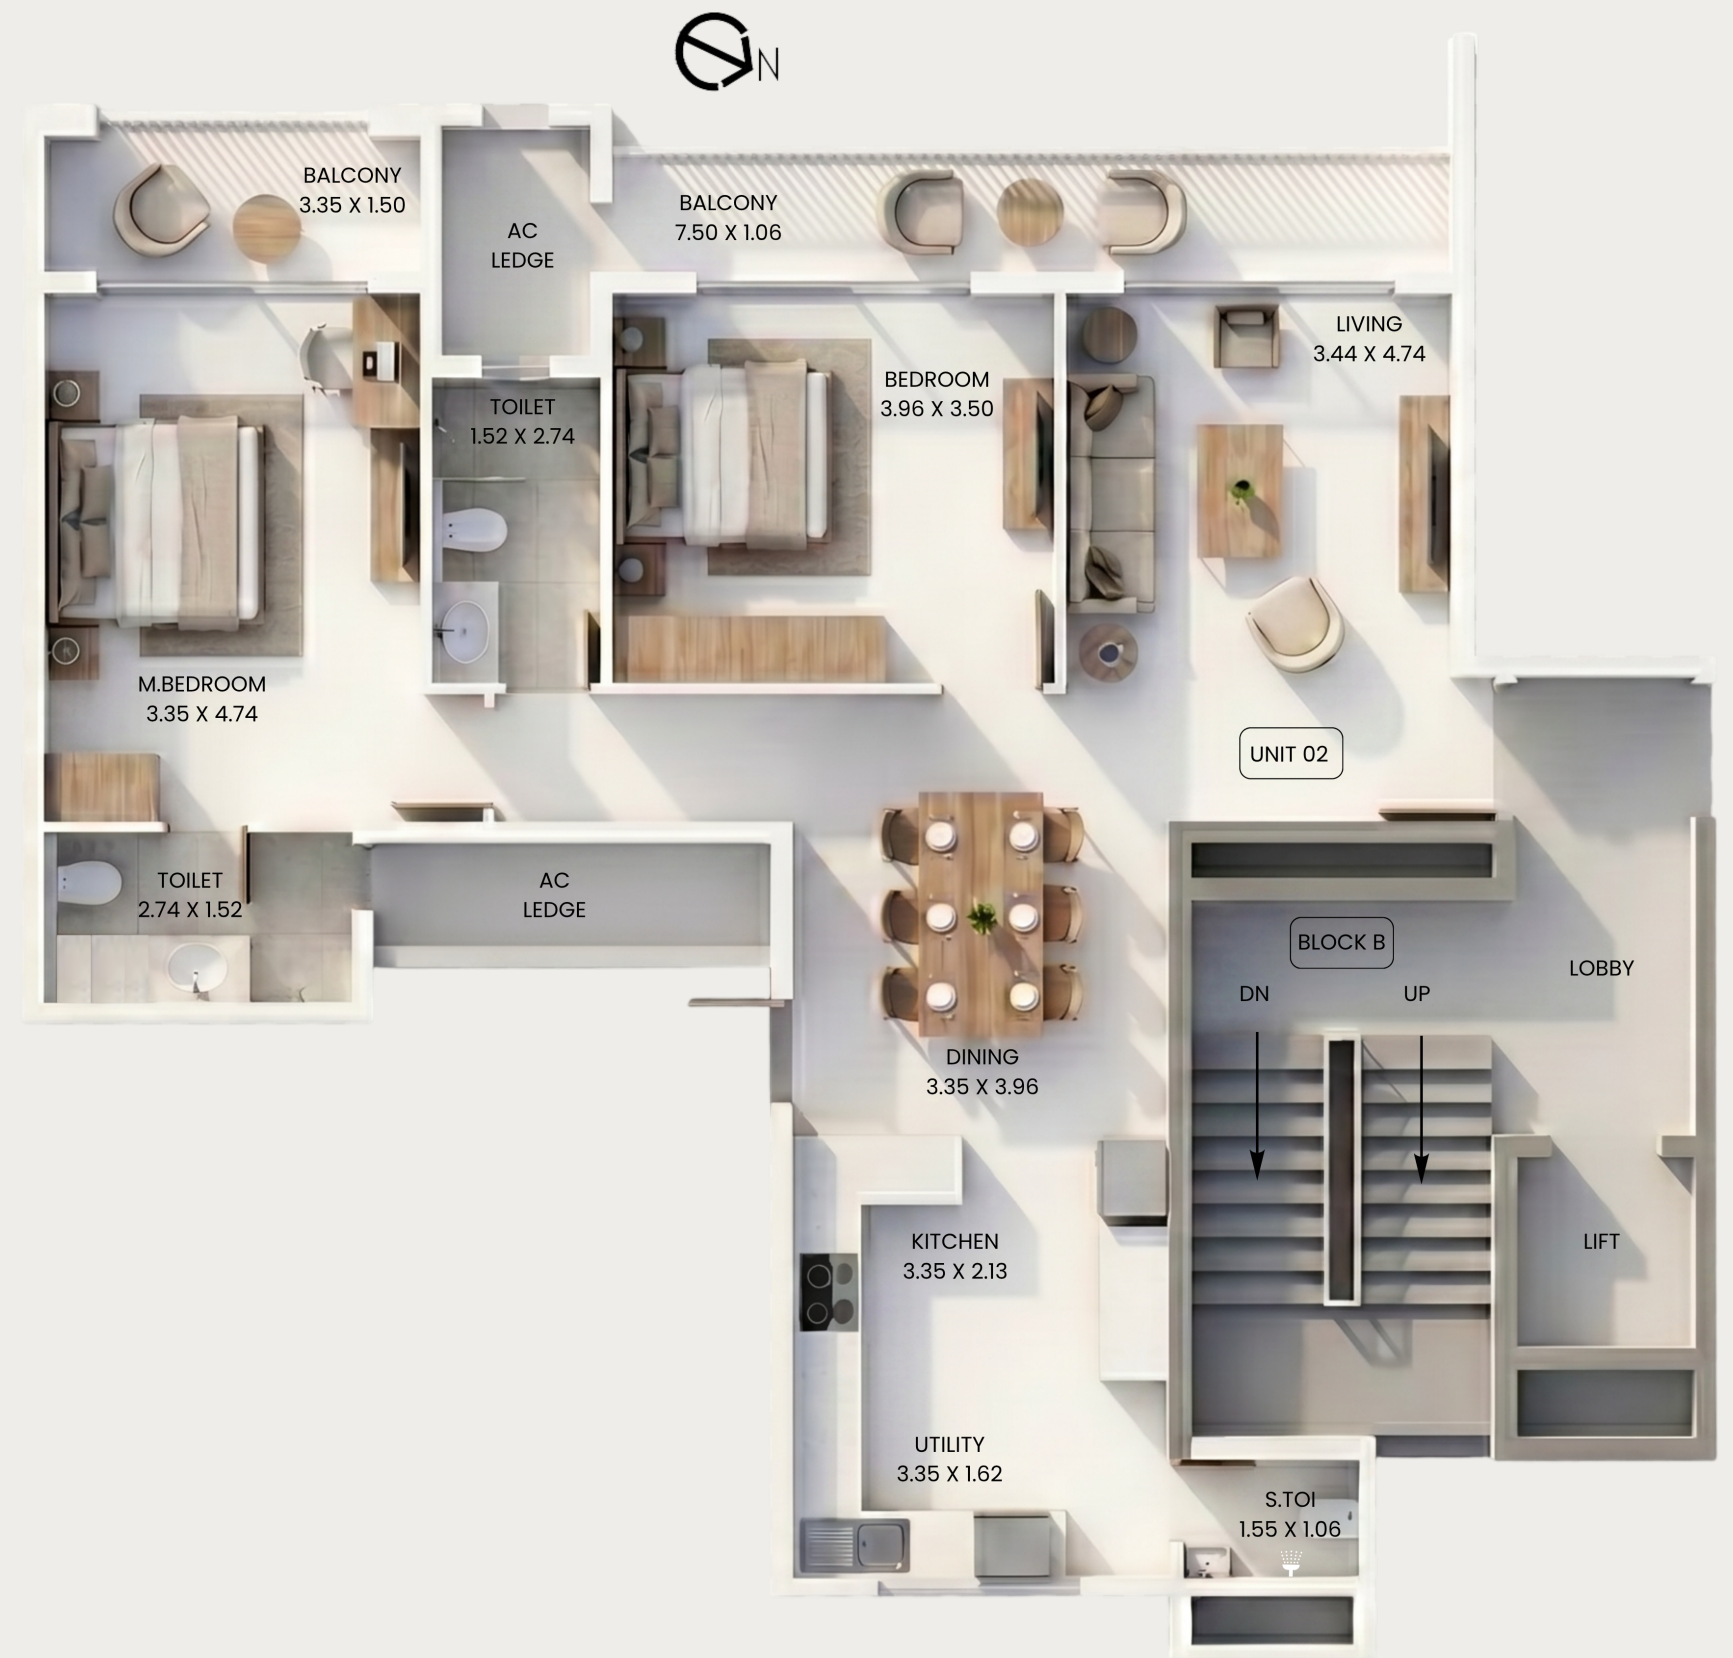 N
BALCONY
3.35 X 1.50
AC
LEDGE
BALCONY
7.50 X 1.06
LIVING
3.44 X 4.74
BEDROOM
3.96 X 3.50
TOILET
1.52 X 2.74
M.BEDROOM
3.35 X 4.74
UNIT 02
TOILET
2.74 X 1.52
AC
LEDGE
BLOCK B
LOBBY
DN
UP
DINING
3.35 X 3.96
KITCHEN
3.35 X 2.13
LIFT
UTILITY
3.35 X 1.62
S.TOI
1.55 X 1.06